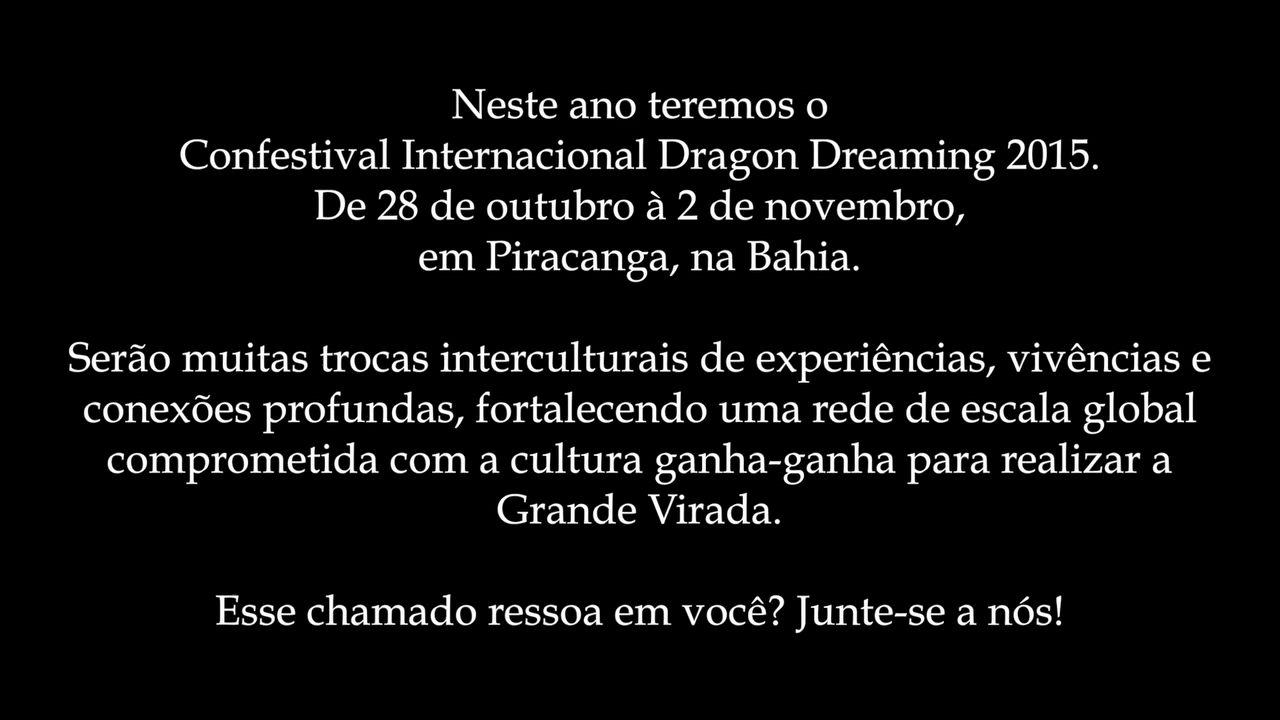 Neste ano teremos o
Confestival Internacional Dragon Dreaming 2015.
De 28 de outubro à 2 de novembro,
em Piracanga, na Bahia.
Serão muitas trocas interculturais de experiências, vivências e
conexões profundas, fortalecendo uma rede de escala global
comprometida com a cultura ganha-ganha para realizar a
Grande Virada.
Esse chamado ressoa em você? Junte-se a nós!